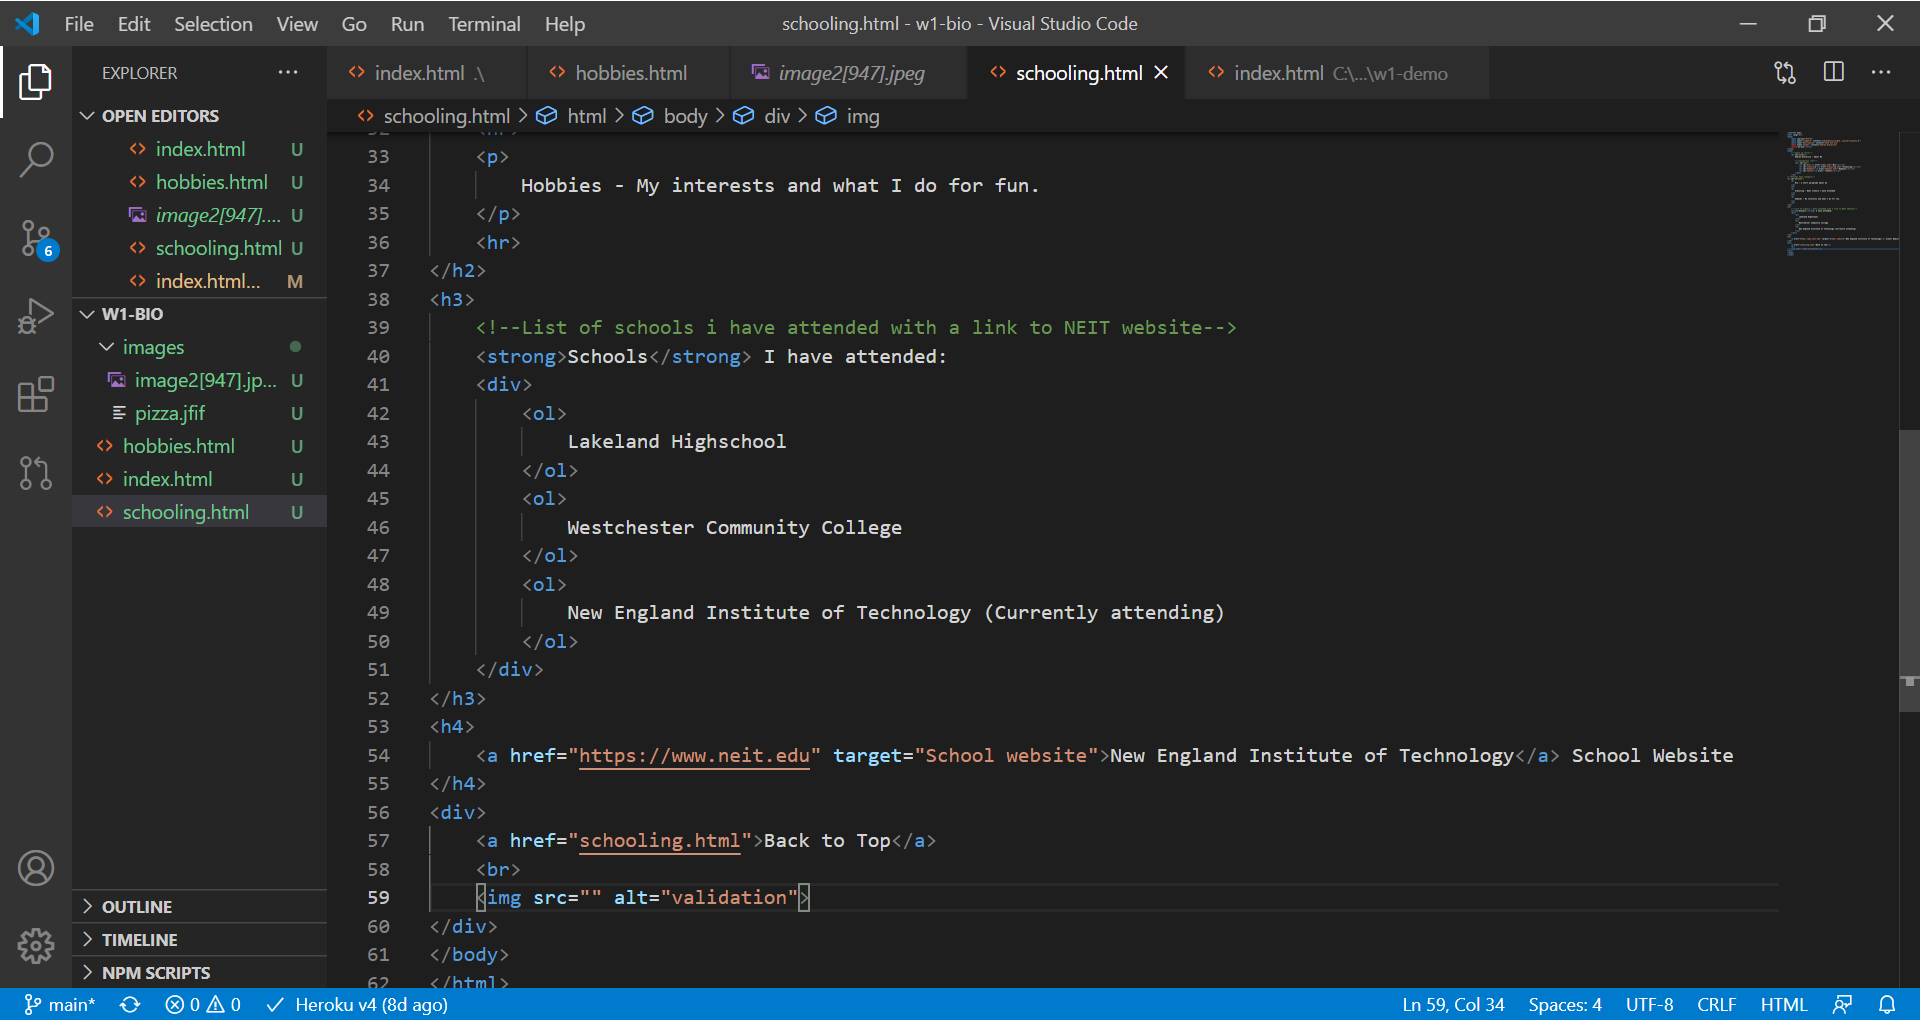 File Edit Selection View Go Run Terminal Help
schooling.html - w1-bio - Visual Studio Code
EXPLORER
index.html .\
hobbies.html
image2[947].jpeg
schooling.html
index.html C:\...\w1-demo
schooling.html > html > body > div > img
OPEN EDITORS
index.html U
hobbies.html U
image2[947].... U
schooling.html U
index.html... M
W1-BIO
images
image2[947].jp... U
pizza.jfif U
hobbies.html U
index.html U
schooling.html U
6
OUTLINE
TIMELINE
NPM SCRIPTS
32 <hr>
33 <p>
34 Hobbies - My interests and what I do for fun.
35 </p>
36 <hr>
37 </h2>
38 <h3>
39 <!--List of schools i have attended with a link to NEIT website-->
40 <strong>Schools</strong> I have attended:
41 <div>
42 <ol>
43 Lakeland Highschool
44 </ol>
45 <ol>
46 Westchester Community College
47 </ol>
48 <ol>
49 New England Institute of Technology (Currently attending)
50 </ol>
51 </div>
52 </h3>
53 <h4>
54 <a href="https://www.neit.edu" target="School website">New England Institute of Technology</a> School Website
55 </h4>
56 <div>
57 <a href="schooling.html">Back to Top</a>
58 <br>
59 <img src="" alt="validation">
60 </div>
61 </body>
62 </html>
main* 0 0 Heroku v4 (8d ago)
Ln 59, Col 34 Spaces: 4 UTF-8 CRLF HTML